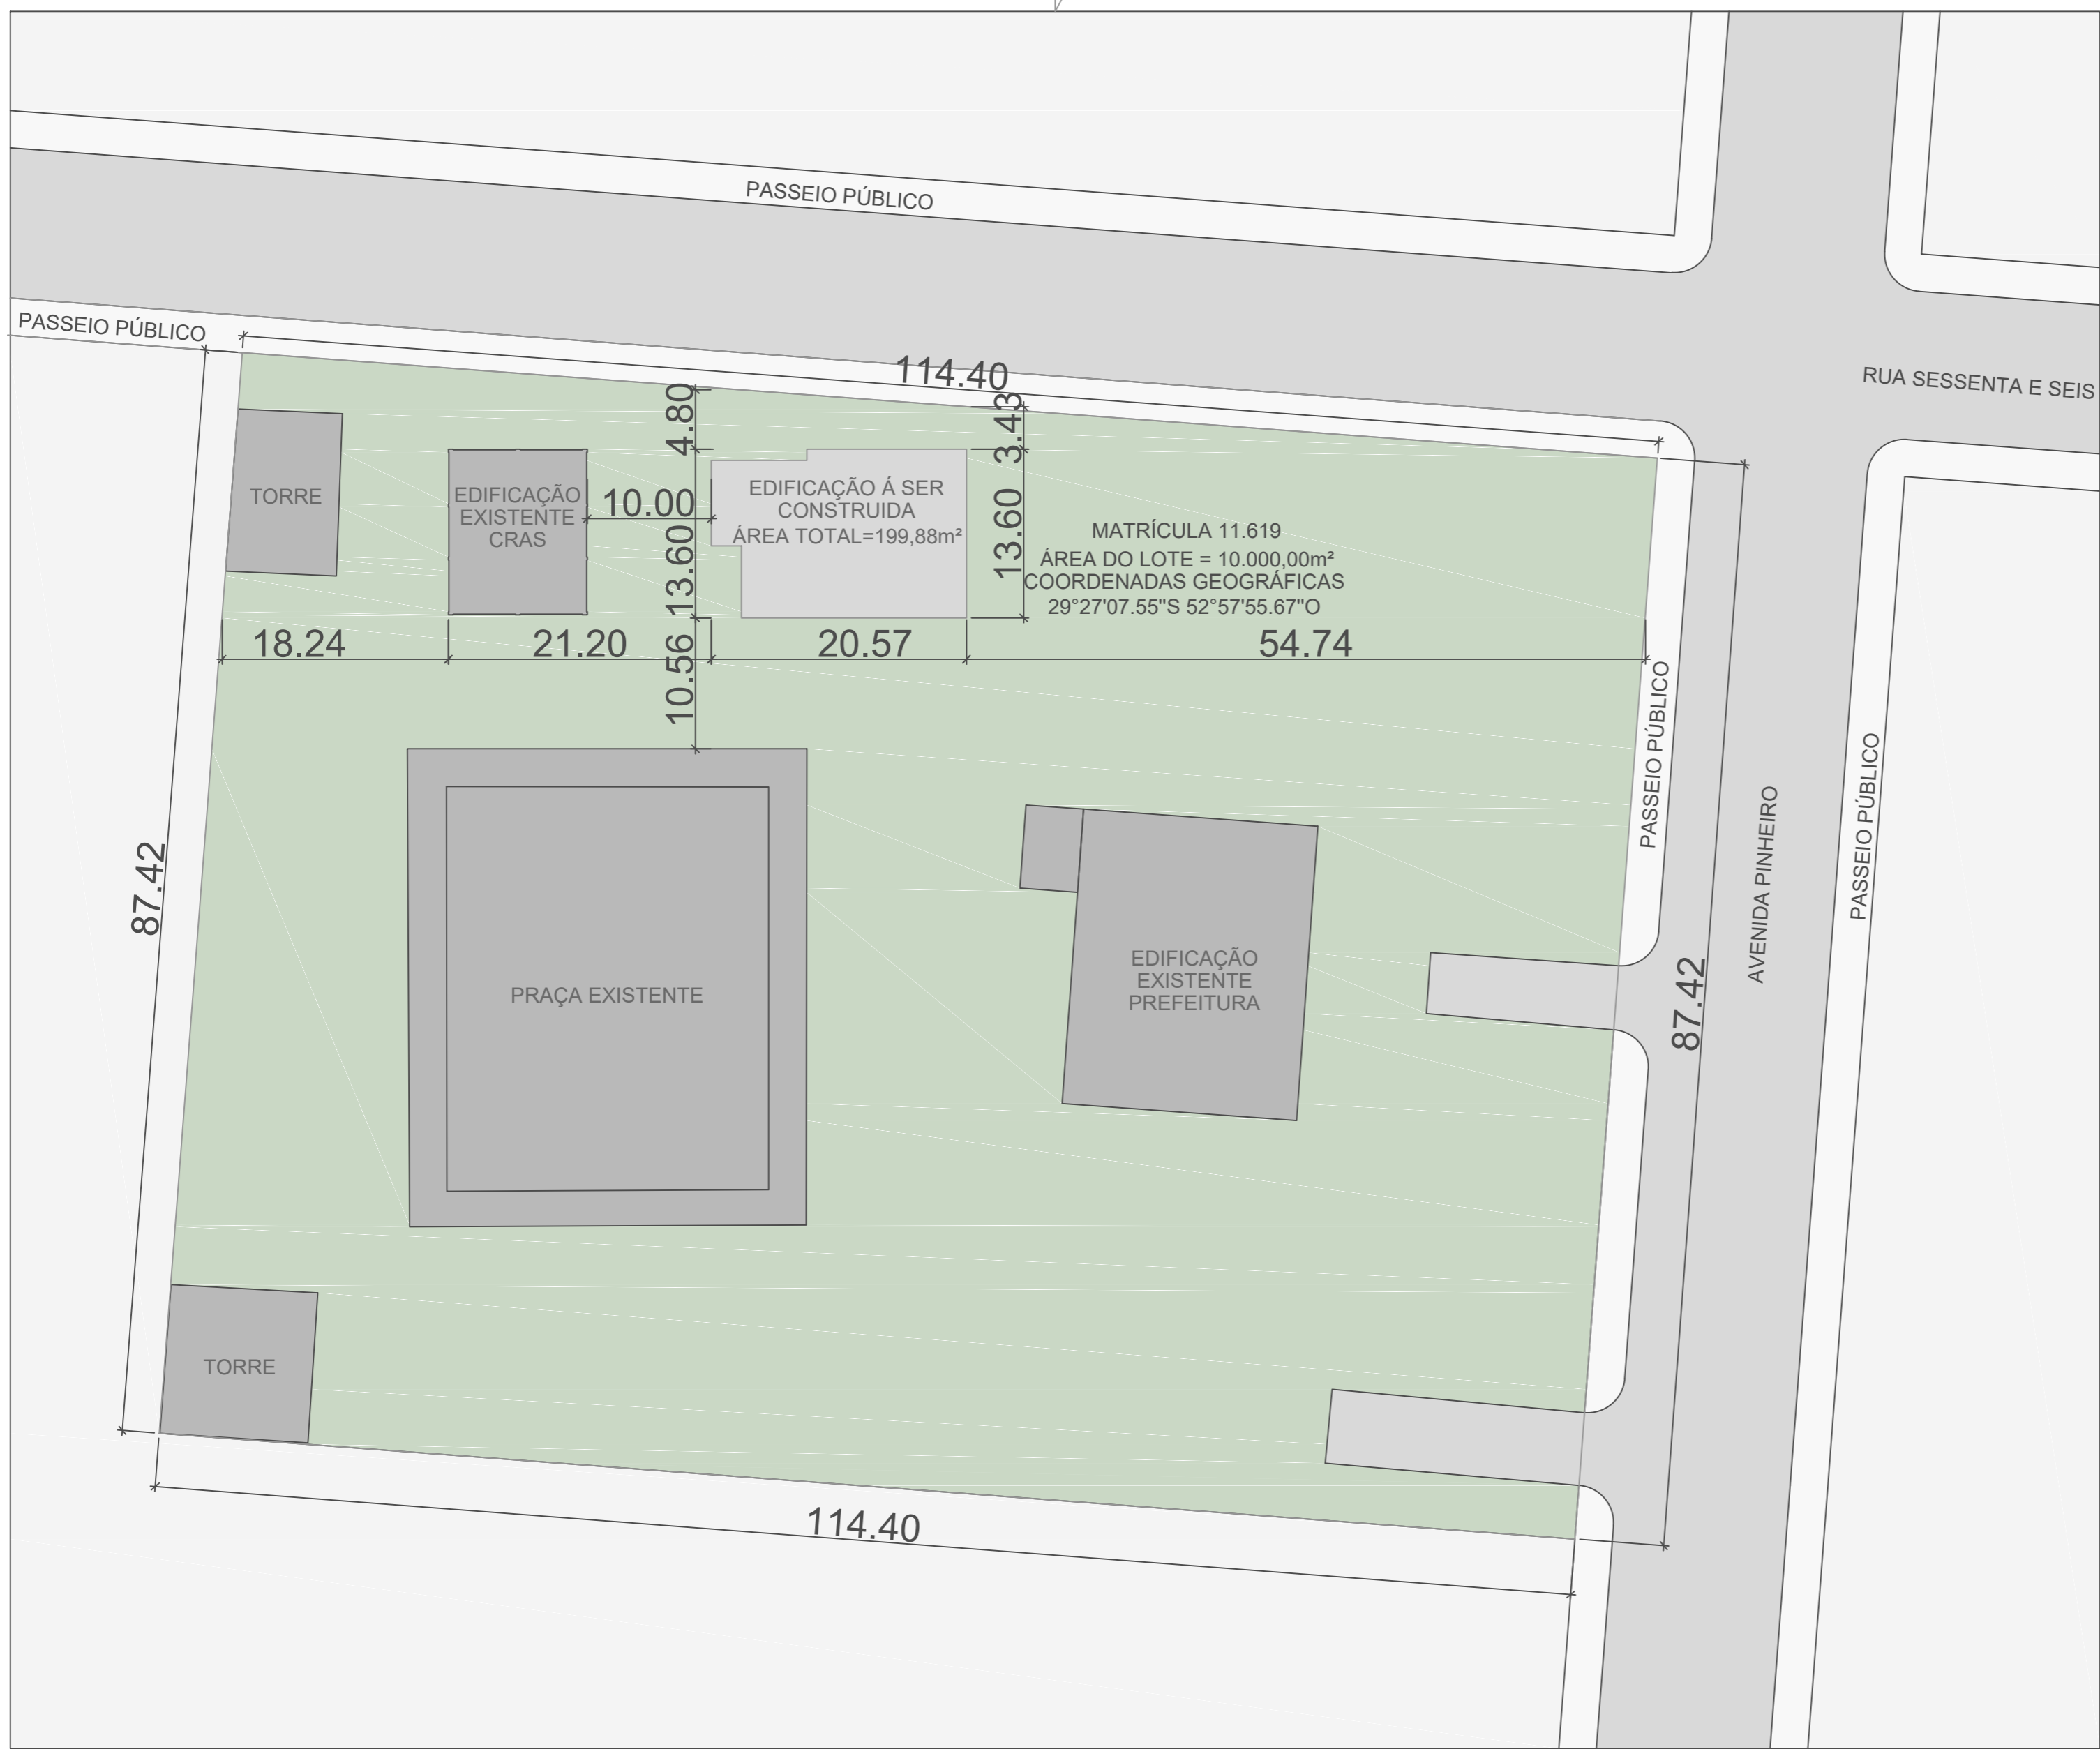 PASSEIO PÚBLICO
PASSEIO PÚBLICO
114.40
RUA SESSENTA E SEIS
4.80
3.43
TORRE
EDIFICAÇÃO
EXISTENTE
CRAS
10.00
EDIFICAÇÃO Á SER
CONSTRUIDA
ÁREA TOTAL=199,88m²
13.60
13.60
MATRÍCULA 11.619
ÁREA DO LOTE = 10.000,00m²
COORDENADAS GEOGRÁFICAS
29°27'07.55"S 52°57'55.67"O
18.24
21.20
10.56
20.57
54.74
PASSEIO PÚBLICO
PASSEIO PÚBLICO
AVENIDA PINHEIRO
87.42
87.42
PRAÇA EXISTENTE
EDIFICAÇÃO
EXISTENTE
PREFEITURA
TORRE
114.40